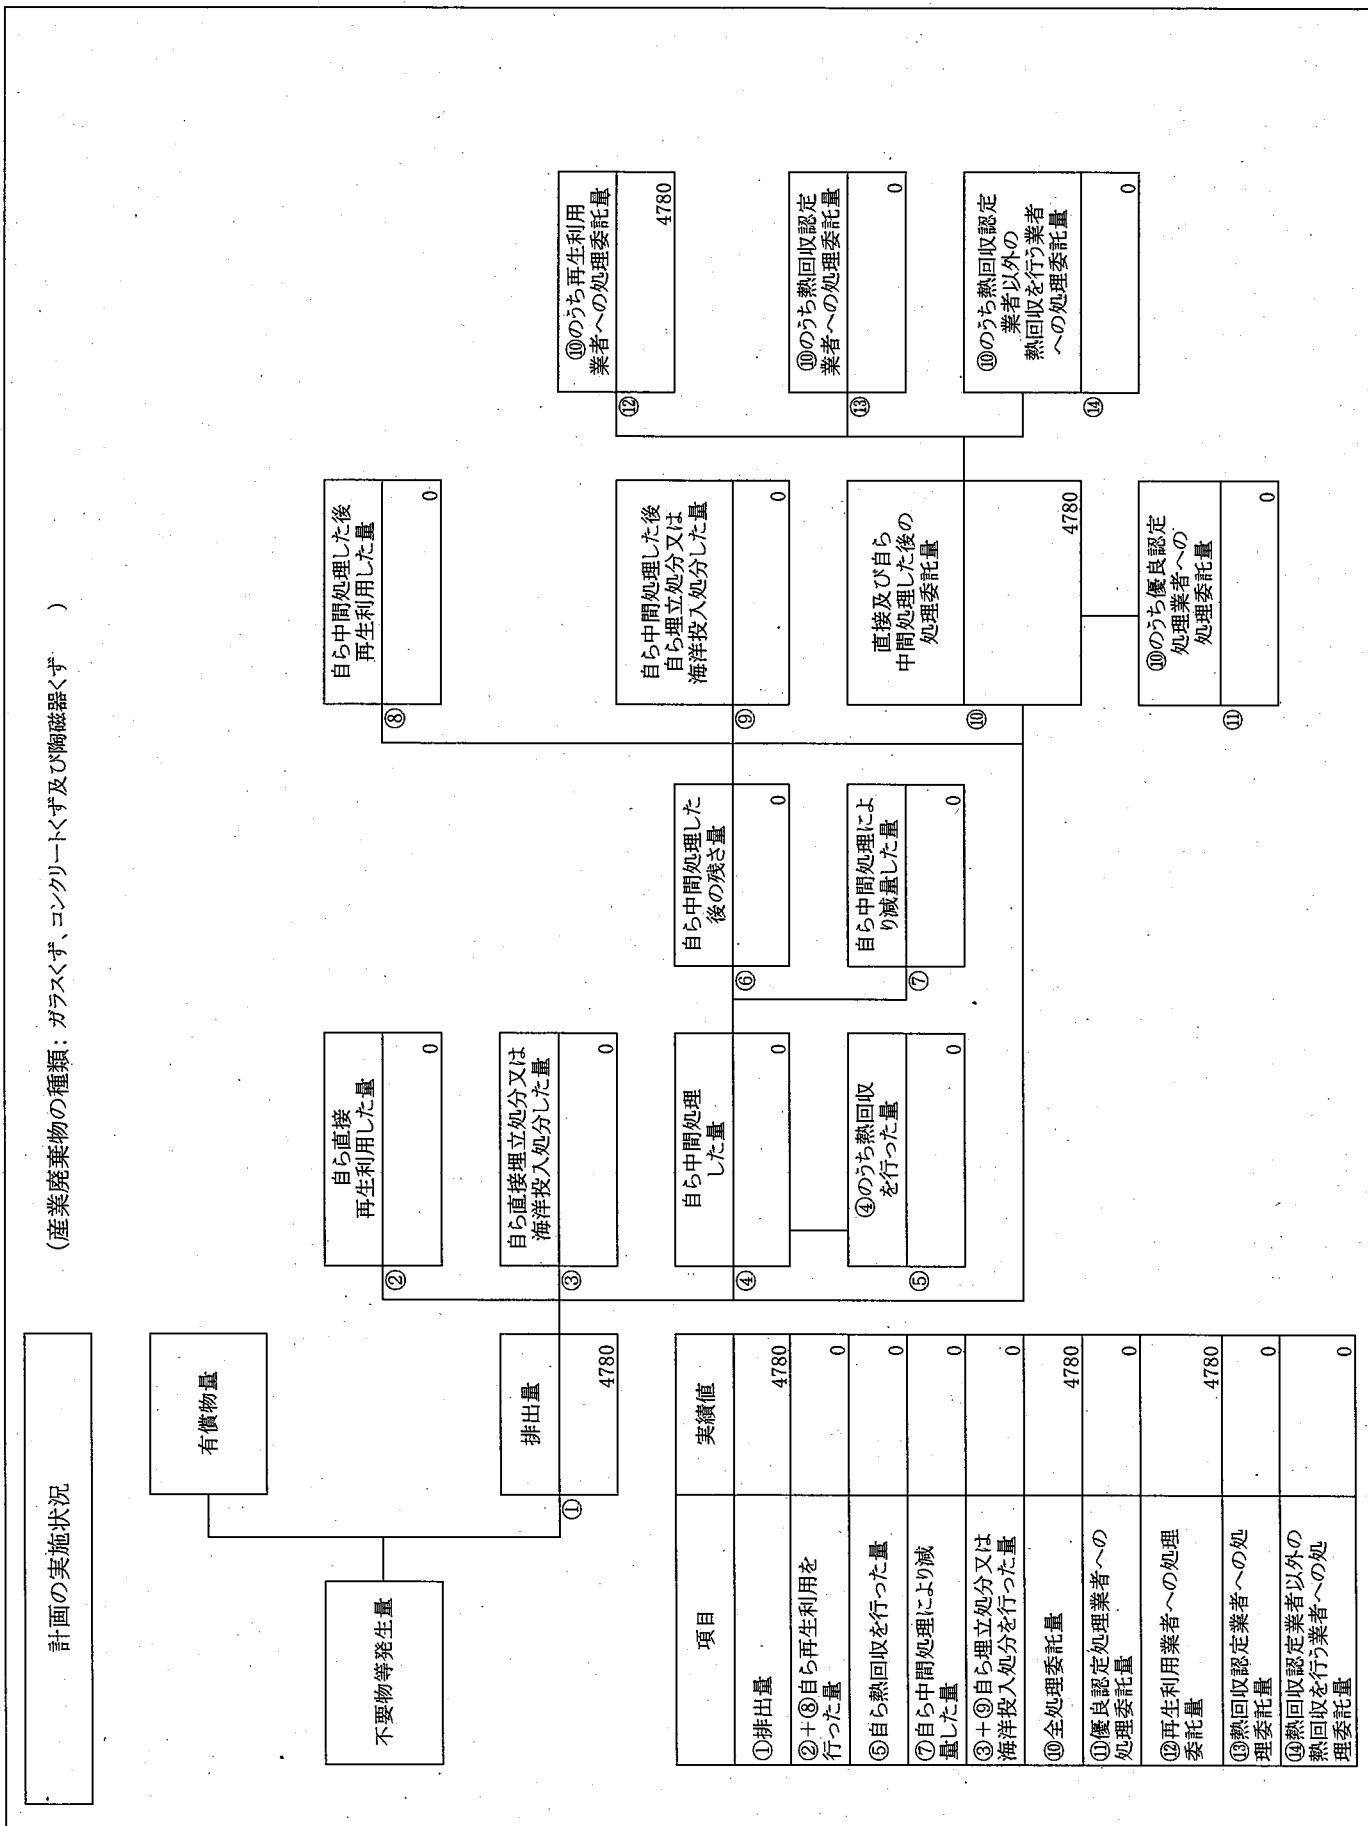 計画の実施状況
(産業廃棄物の種類: ガラスくず、コンクリートくず及び陶磁器くず )
不要物等発生量
有償物量
①
排出量
4780
②
自ら直接
再生利用した量
0
③
自ら直接埋立処分又は
海洋投入処分した量
0
④
自ら中間処理
した量
0
⑤
④のうち熱回収
を行った量
0
⑥
自ら中間処理した
後の残さ量
0
⑦
自ら中間処理によ
り減量した量
0
⑧
自ら中間処理した後
再生利用した量
0
⑨
自ら中間処理した後
自ら埋立処分又は
海洋投入処分した量
0
⑩
直接及び自ら
中間処理した後の
処理委託量
4780
⑪
⑩のうち優良認定
処理業者への
処理委託量
0
⑫
⑩のうち再生利用
業者への処理委託量
4780
⑬
⑩のうち熱回収認定
業者への処理委託量
0
⑭
⑩のうち熱回収認定
業者以外の
熱回収を行う業者
への処理委託量
0
項目 実績値
①排出量 4780
②+⑧自ら再生利用を
行った量 0
⑤自ら熱回収を行った量 0
⑦自ら中間処理により減
量した量 0
③+⑨自ら埋立処分又は
海洋投入処分を行った量 0
⑩全処理委託量 4780
⑪優良認定処理業者への
処理委託量 0
⑫再生利用業者への処理
委託量 4780
⑬熱回収認定業者への処
理委託量 0
⑭熱回収認定業者以外の
熱回収を行う業者への処
理委託量 0